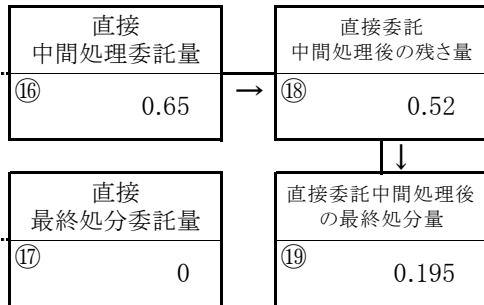 直接
中間処理委託量
⑯
0.65
→
直接委託
中間処理後の残さ量
⑱
0.52
↓
直接
最終処分委託量
⑰
0
直接委託中間処理後
の最終処分量
⑲
0.195